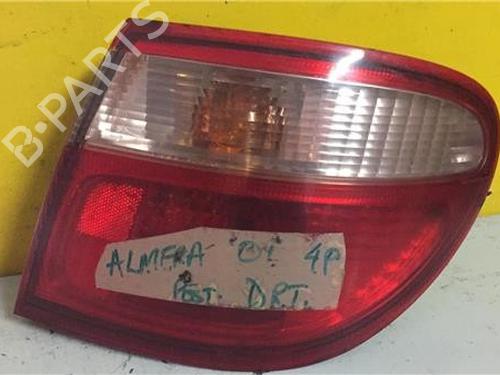 B-PARTS
ALMERA 01 4P
POST. DRT.